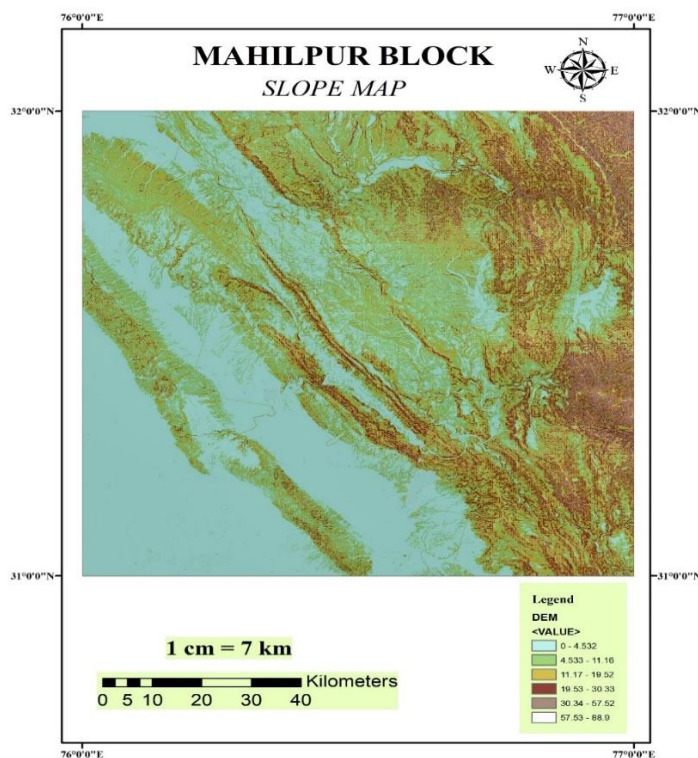 76°0'0"E 77°0'0"E
MAHILPUR BLOCK
SLOPE MAP
N
W E
S
32°0'0"N 32°0'0"N
31°0'0"N 31°0'0"N
Legend
DEM
<VALUE>
0 - 4.532
4.533 - 11.16
11.17 - 19.52
19.53 - 30.33
30.34 - 57.52
57.53 - 88.9
1 cm = 7 km
Kilometers
0 5 10 20 30 40
76°0'0"E 77°0'0"E